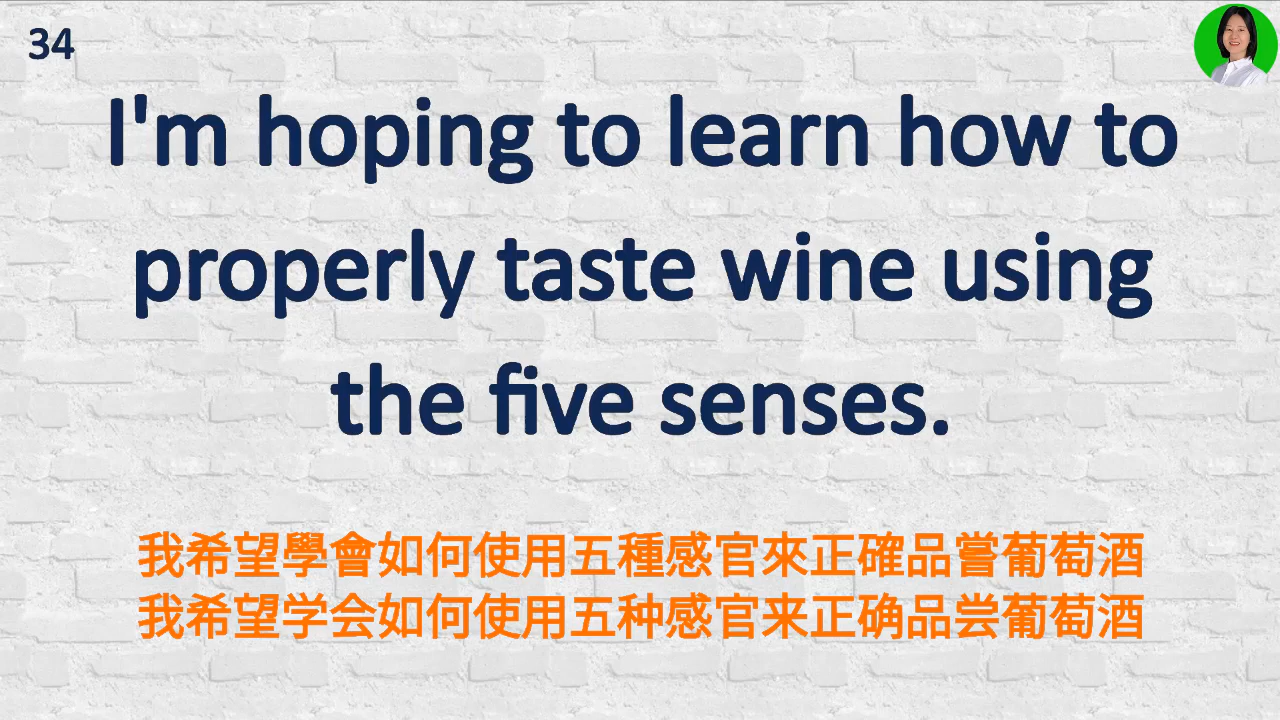 34
I'm hoping to learn how to
properly taste wine using
the five senses.
我希望學會如何使用五種感官來正確品嘗葡萄酒
我希望学会如何使用五种感官来正确品尝葡萄酒